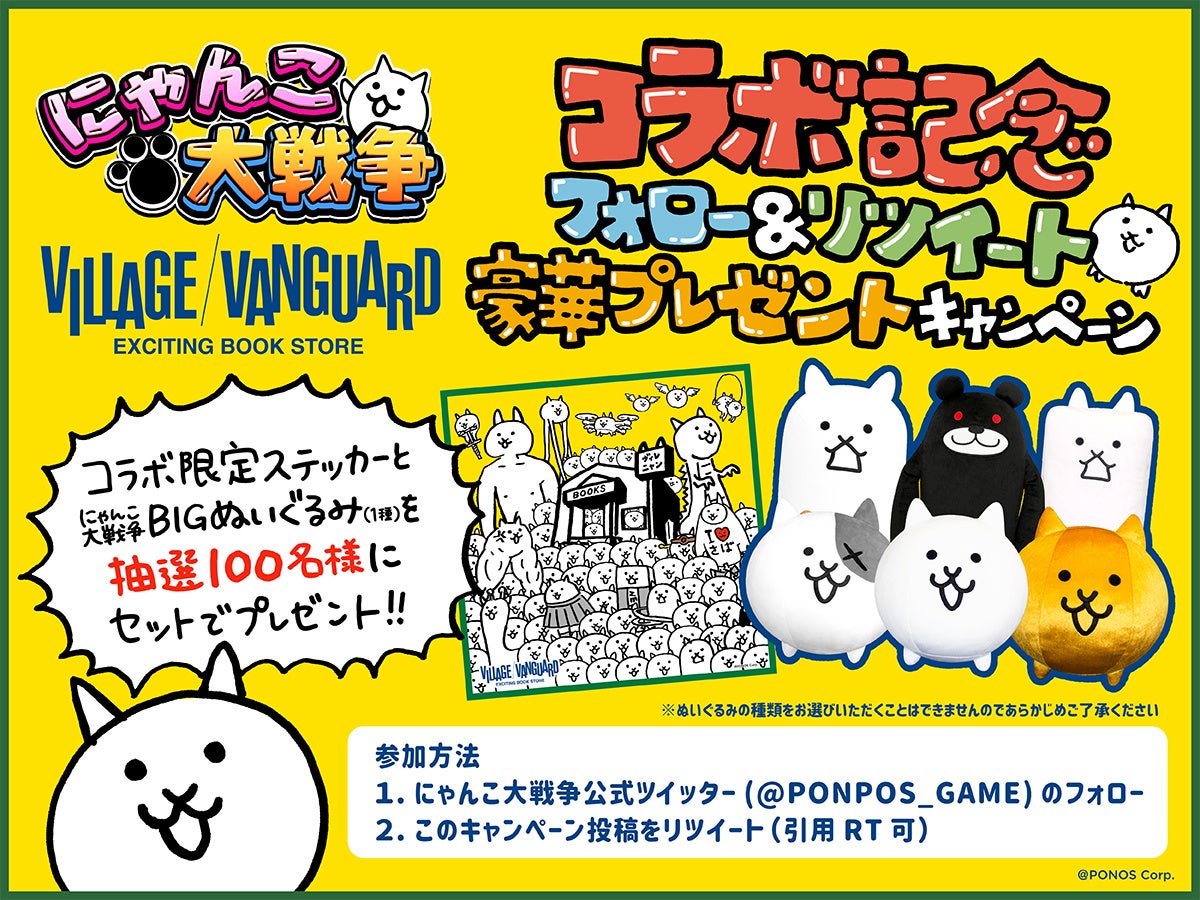 にゃんこ
大戦争
VILLAGE/VANGUARD
EXCITING BOOK STORE
コラボ記念
フォロー&リツイート
豪華プレゼントキャンペーン
コラボ限定ステッカーと
にゃんこ大戦争BIGぬいぐるみ(1種)を
抽選100名様に
セットでプレゼント!!
ヴィレ
ニャン
BOOKS
I❤
さば
NEW
VILLAGE/VANGUARD
EXCITING BOOK STORE
※ぬいぐるみの種類をお選びいただくことはできませんのであらかじめご了承ください
参加方法
1. にゃんこ大戦争公式ツイッター(@PONPOS_GAME)のフォロー
2. このキャンペーン投稿をリツイート(引用RT可)
@PONOS Corp.